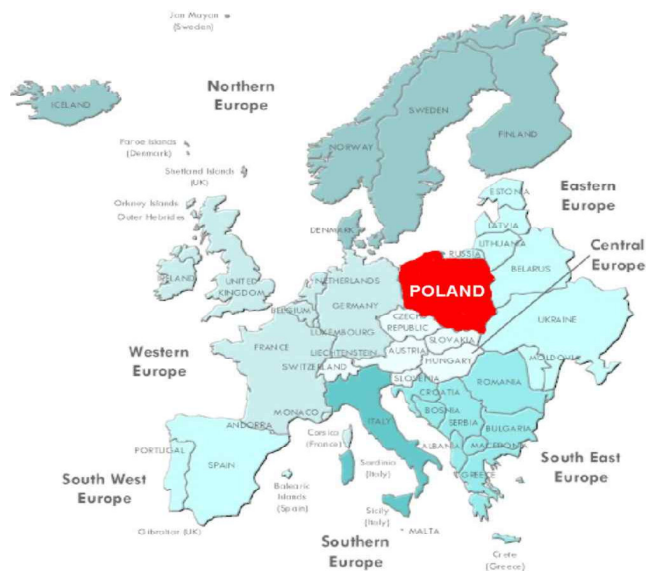 Jan Mayan
(Sweden)
Northern
Europe
ICELAND
SWEDEN
FINLAND
NORWAY
Faroe Islands
(Denmark)
Shetland Islands
(UK)
Orkney Islands
Outer Hebrides
ESTONIA
Eastern
Europe
LATVIA
LITHUANIA
DENMARK
RUSSIA
Central
Europe
BELARUS
IRELAND
UNITED
KINGDOM
NETHERLANDS
POLAND
GERMANY
BELGIUM
CZECH
REPUBLIC
UKRAINE
LUXEMBOURG
SLOVAKIA
Western
Europe
FRANCE
LIECHTENSTEIN
AUSTRIA
HUNGARY
MOLDOVA
SWITZERLAND
SLOVENIA
ROMANIA
CROATIA
MONACO
ITALY
BOSNIA
SERBIA
ANDORRA
BULGARIA
Corsica
(France)
PORTUGAL
ALBANIA
MACEDONIA
SPAIN
Sardinia
(Italy)
GREECE
South East
Europe
South West
Europe
Balearic
Islands
(Spain)
Sicily
(Italy)
Gibraltar (UK)
MALTA
Southern
Europe
Crete
(Greece)